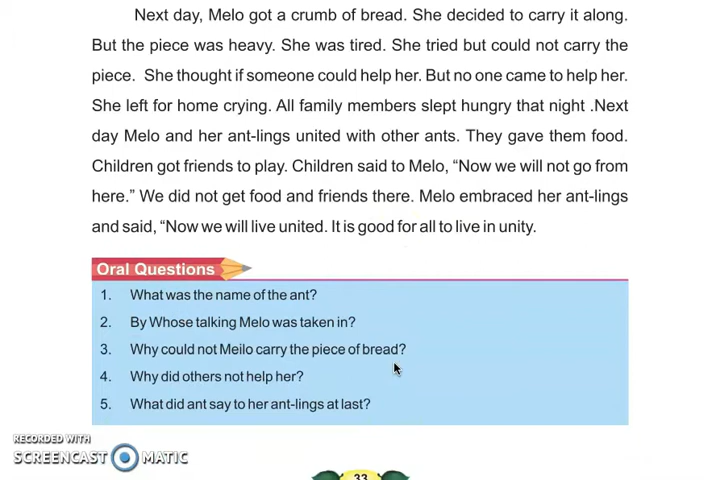 Next day, Melo got a crumb of bread. She decided to carry it along.
But the piece was heavy. She was tired. She tried but could not carry the
piece. She thought if someone could help her. But no one came to help her.
She left for home crying. All family members slept hungry that night .Next
day Melo and her ant-lings united with other ants. They gave them food.
Children got friends to play. Children said to Melo, “Now we will not go from
here.” We did not get food and friends there. Melo embraced her ant-lings
and said, “Now we will live united. It is good for all to live in unity.
Oral Questions
1. What was the name of the ant?
2. By Whose talking Melo was taken in?
3. Why could not Meilo carry the piece of bread?
4. Why did others not help her?
5. What did ant say to her ant-lings at last?
RECORDED WITH
SCREENCAST MATIC
33